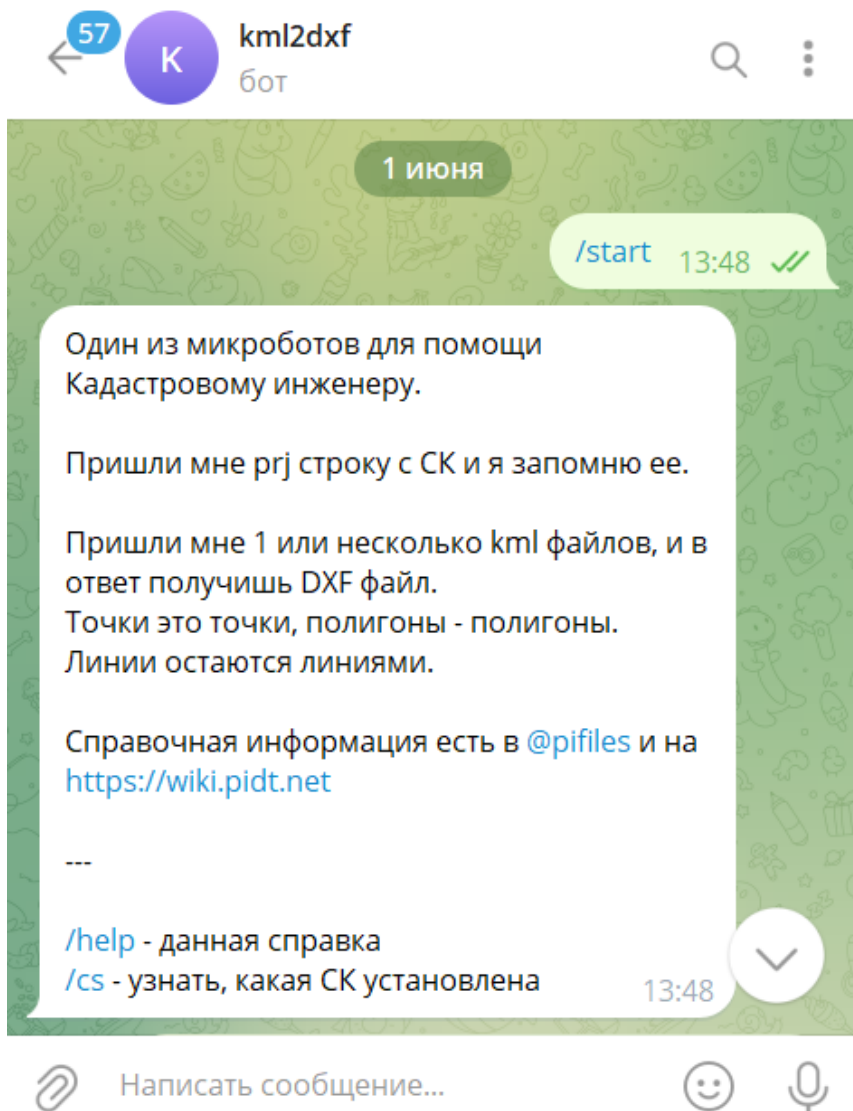 57
K
kml2dxf
бот
1 июня
/start 13:48
Один из микроботов для помощи
Кадастровому инженеру.
Пришли мне prj строку с СК и я запомню ее.
Пришли мне 1 или несколько kml файлов, и в
ответ получишь DXF файл.
Точки это точки, полигоны - полигоны.
Линии остаются линиями.
Справочная информация есть в @pifiles и на
https://wiki.pidt.net
---
/help - данная справка
/cs - узнать, какая СК установлена 13:48
Написать сообщение...